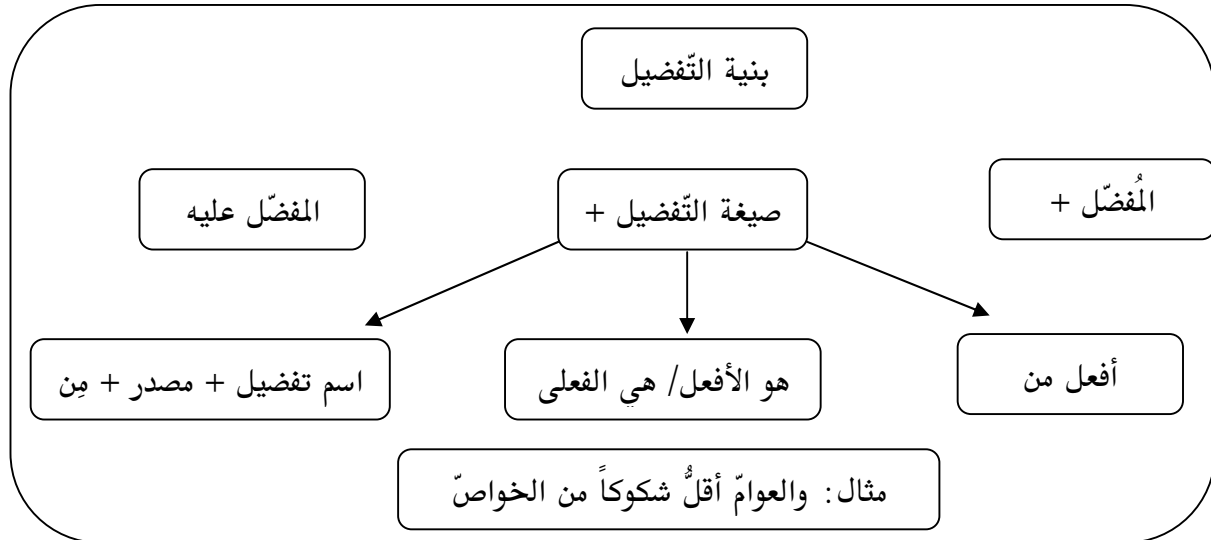 بنية التّفضيل
المُفضّل +
صيغة التّفضيل +
المفضّل عليه
أفعل من
هو الأفعل/ هي الفعلى
اسم تفضيل + مصدر + مِن
مثال: والعوامّ أقلُّ شكوكاً من الخواصّ